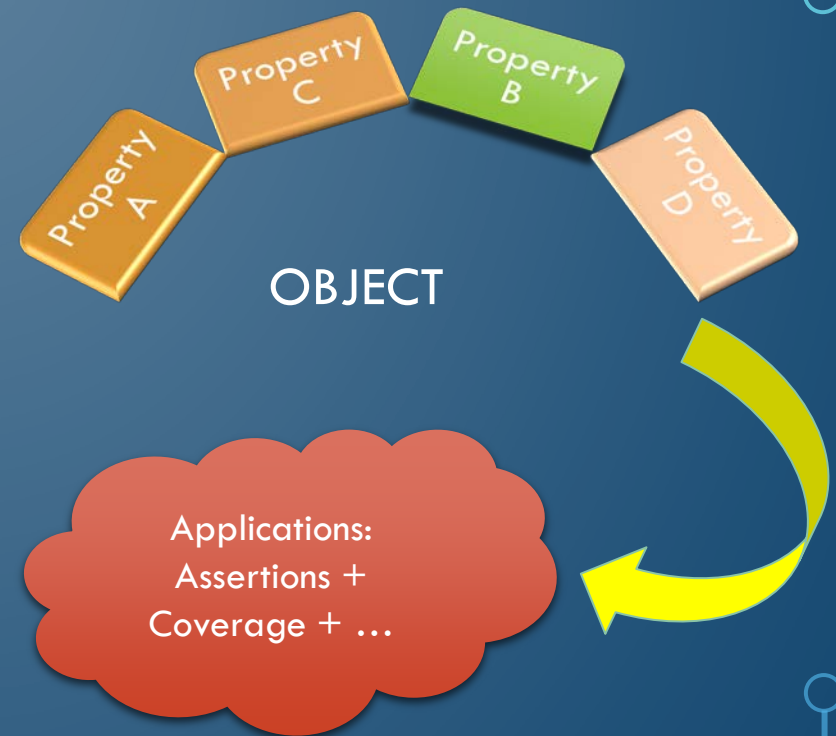 Property
A
Property
C
Property
B
Property
D
OBJECT
Applications:
Assertions +
Coverage + …